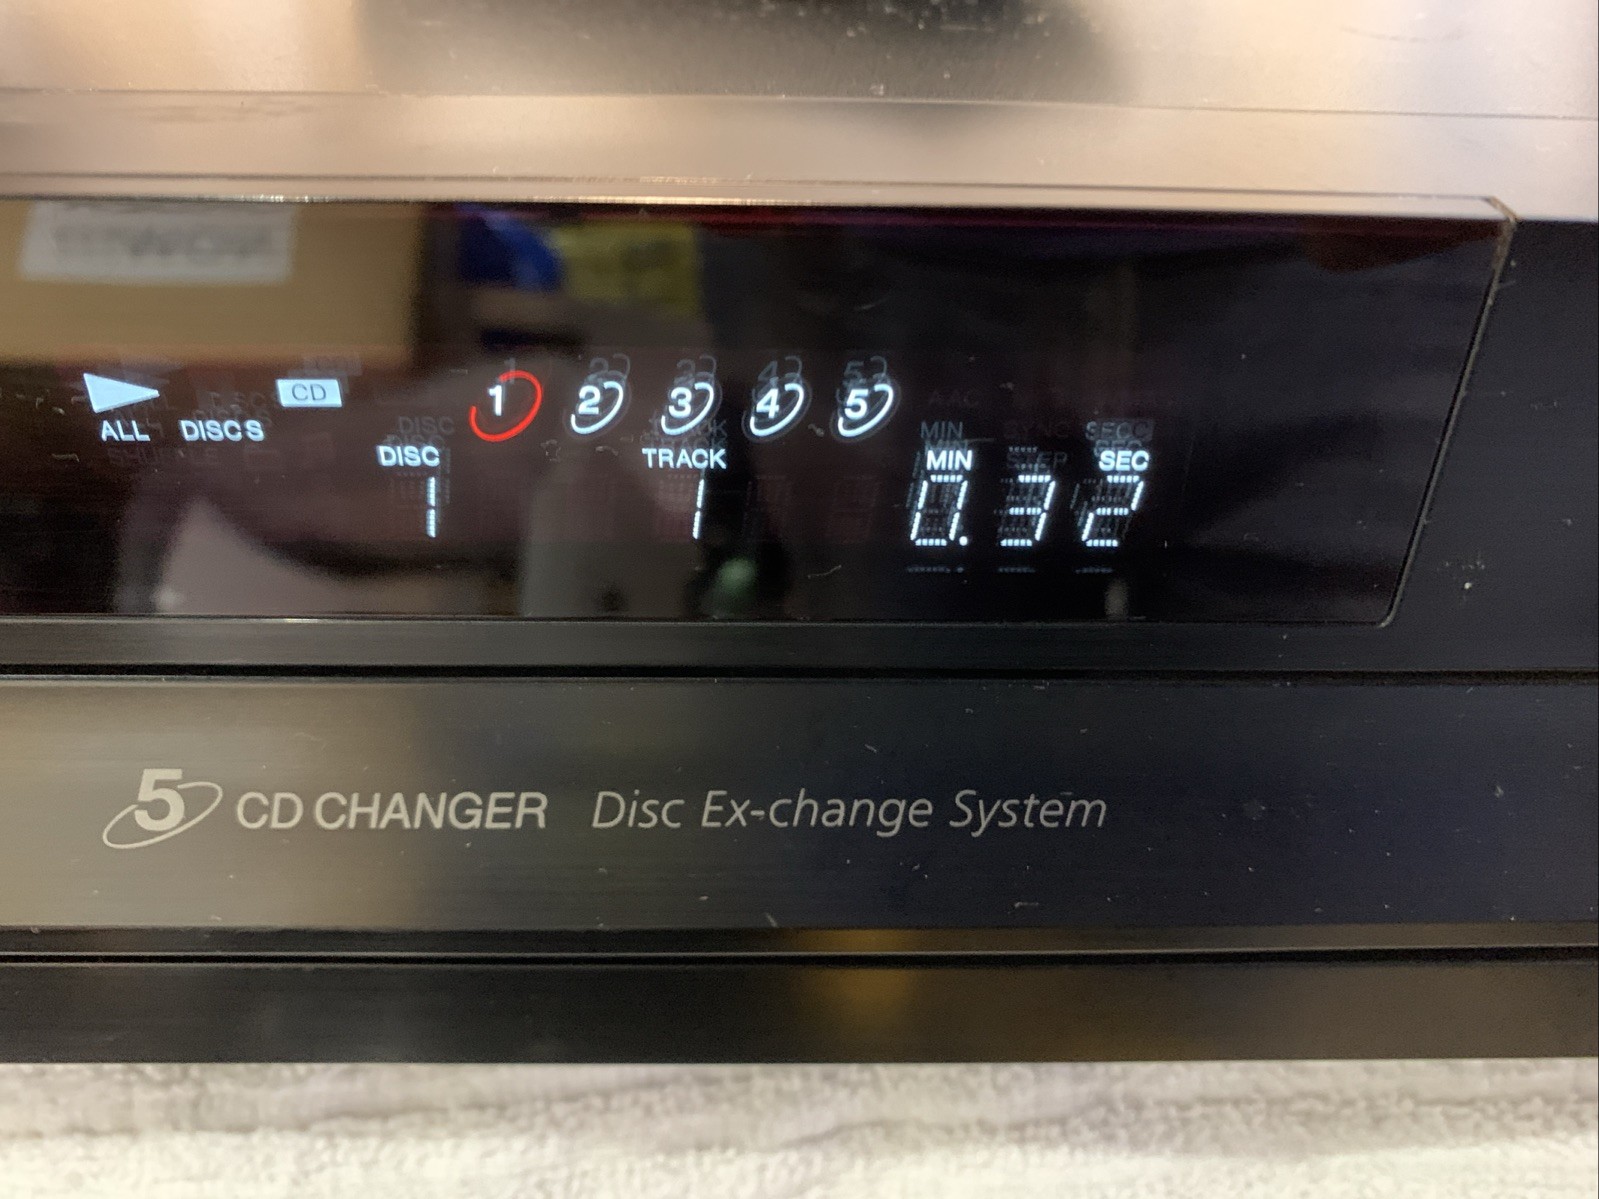 CD
1 2 3 4 5
ALL DISCS
DISC TRACK MIN SEC
1 1 0.32
5 CD CHANGER Disc Ex-change System